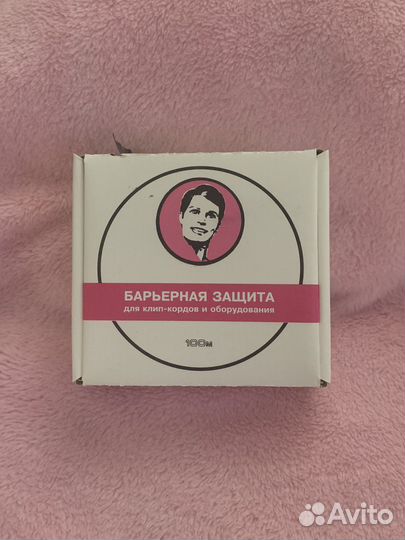 БАРЬЕРНАЯ ЗАЩИТА
для клип-кордов и оборудования
100м
Avito